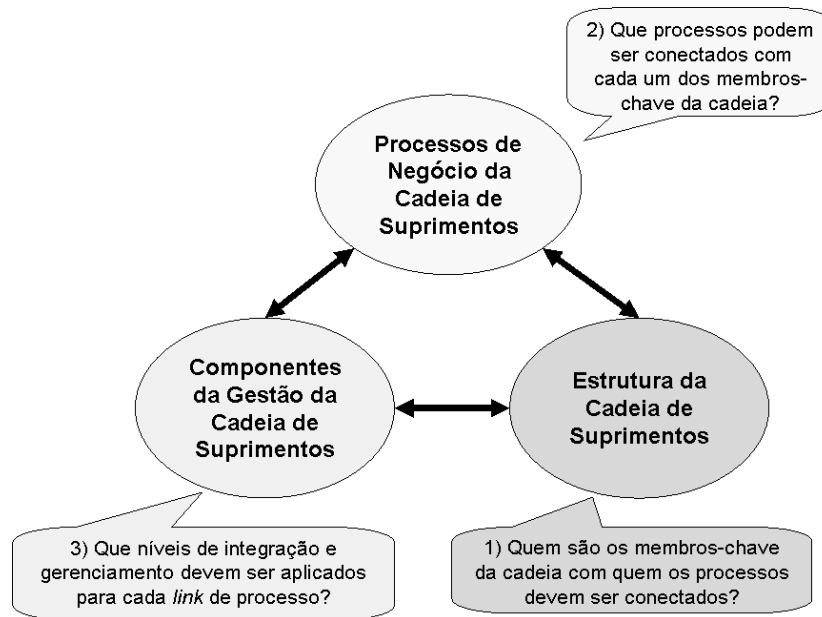 2) Que processos podem
ser conectados com
cada um dos membros-
chave da cadeia?
Processos de
Negócio da
Cadeia de
Suprimentos
Componentes
da Gestão da
Cadeia de
Suprimentos
Estrutura da
Cadeia de
Suprimentos
3) Que níveis de integração e
gerenciamento devem ser aplicados
para cada link de processo?
1) Quem são os membros-chave
da cadeia com quem os processos
devem ser conectados?